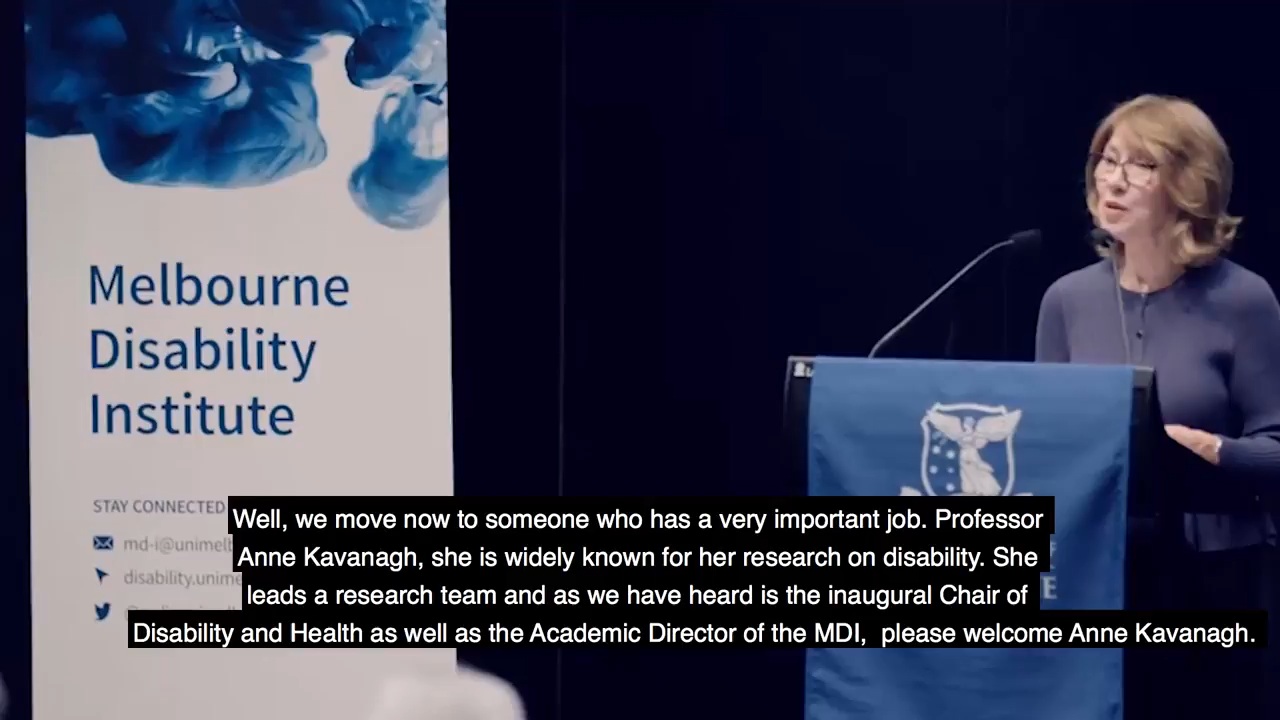 Melbourne
Disability
Institute
STAY CONNECTED
md-i@unimelb
disability.unime
Well, we move now to someone who has a very important job. Professor
Anne Kavanagh, she is widely known for her research on disability. She
leads a research team and as we have heard is the inaugural Chair of
Disability and Health as well as the Academic Director of the MDI,  please welcome Anne Kavanagh.